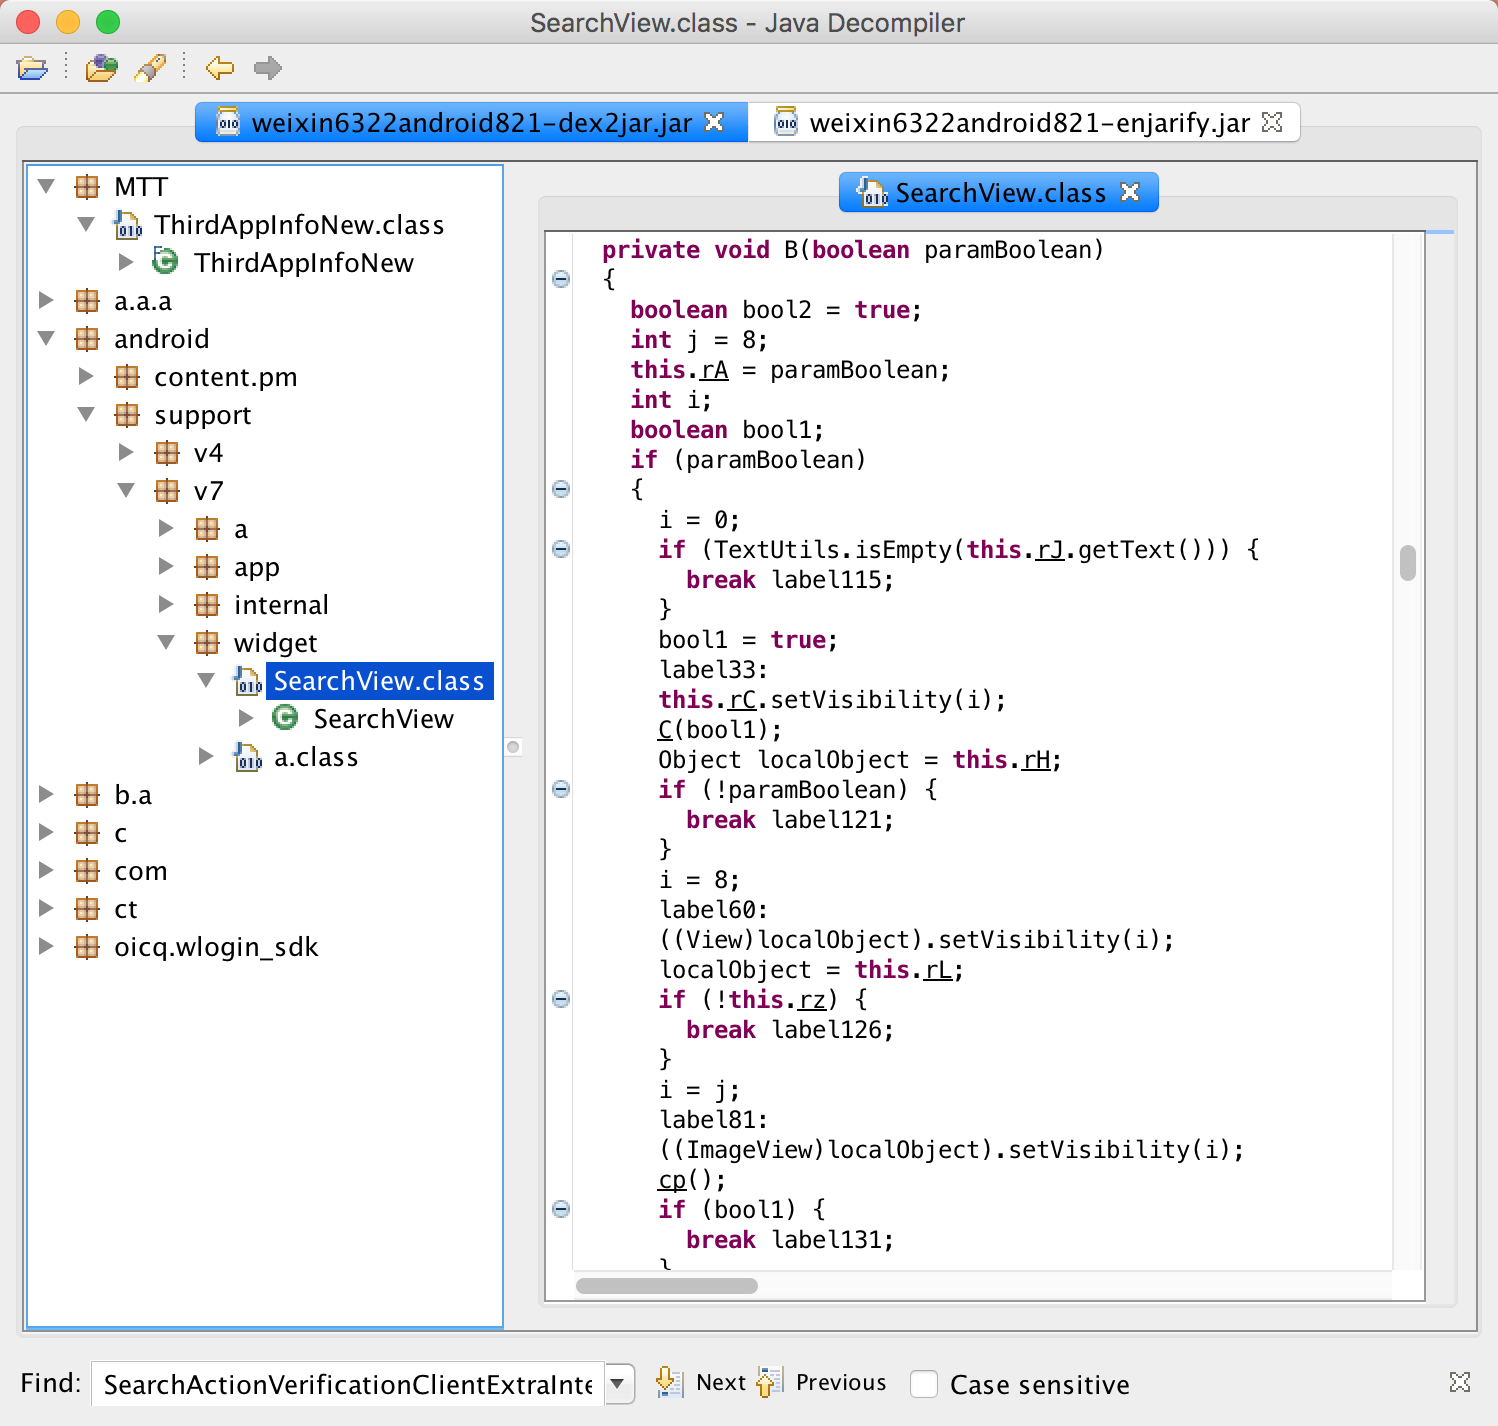 SearchView.class - Java Decompiler
weixin6322android821-dex2jar.jar
weixin6322android821-enjarify.jar
MTT
ThirdAppInfoNew.class
ThirdAppInfoNew
a.a.a
android
content.pm
support
v4
v7
a
app
internal
widget
SearchView.class
SearchView
a.class
b.a
c
com
ct
oicq.wlogin_sdk
SearchView.class
private void B(boolean paramBoolean)
{
boolean bool2 = true;
int j = 8;
this.rA = paramBoolean;
int i;
boolean bool1;
if (paramBoolean)
{
i = 0;
if (TextUtils.isEmpty(this.rJ.getText())) {
break label115;
}
bool1 = true;
label33:
this.rC.setVisibility(i);
C(bool1);
Object localObject = this.rH;
if (!paramBoolean) {
break label121;
}
i = 8;
label60:
((View)localObject).setVisibility(i);
localObject = this.rL;
if (!this.rz) {
break label126;
}
i = j;
label81:
((ImageView)localObject).setVisibility(i);
cp();
if (bool1) {
break label131;
}
Find: SearchActionVerificationClientExtraInte Next Previous Case sensitive